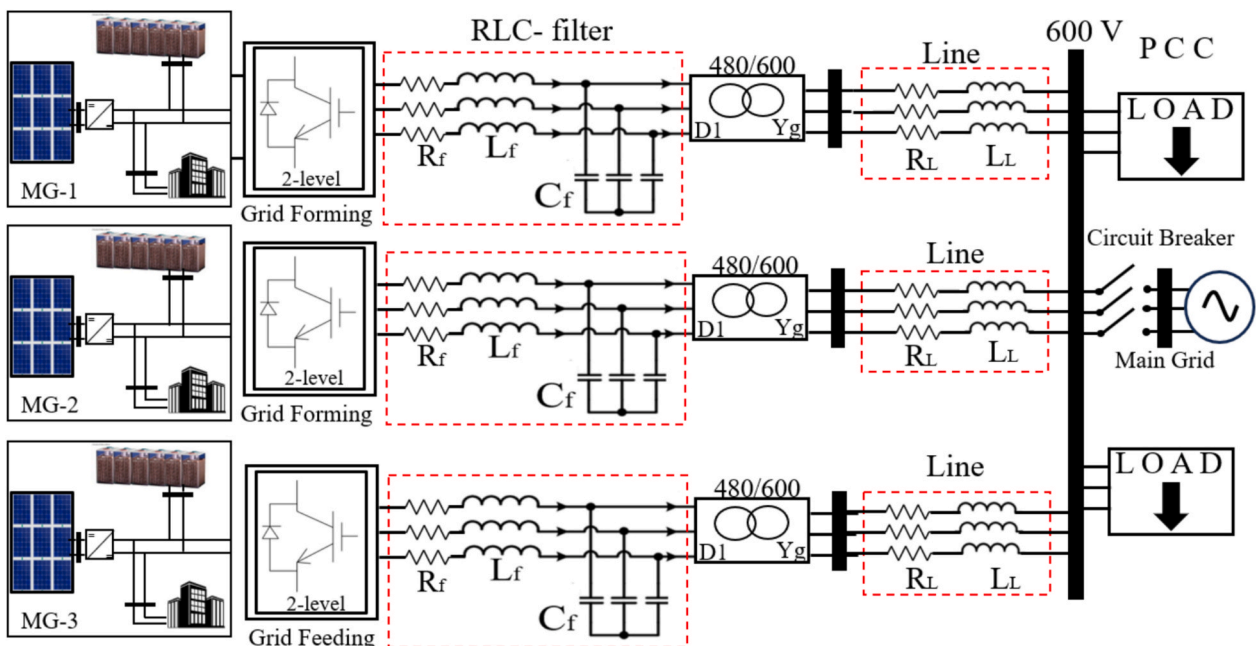 RLC- filter
600 V
P C C
480/600
Line
L O A D
D1
Yg
Rf
Lf
RL
LL
2-level
Cf
MG-1
Grid Forming
480/600
Line
Circuit Breaker
D1
Yg
Rf
Lf
RL
LL
2-level
Cf
Main Grid
MG-2
Grid Forming
480/600
Line
L O A D
D1
Yg
Rf
Lf
RL
LL
2-level
Cf
MG-3
Grid Feeding